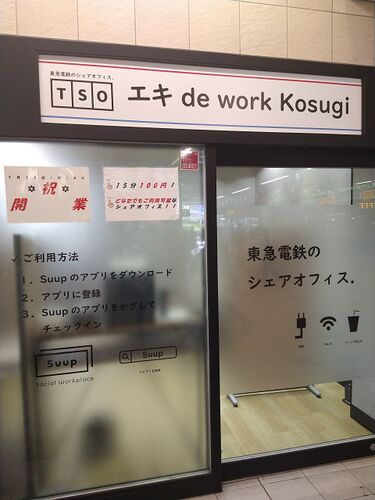 東急電鉄のシェアオフィス.
TSO
エキ de work Kosugi
✡祝✡
開業
15分100円!
どなたでもご利用可能な
シェアオフィス!!
✓ご利用方法
1. Suupのアプリをダウンロード
2. アプリに登録
3. Suupのアプリをかざして
チェックイン
Suup
Social workplace
Suup
東急電鉄の
シェアオフィス.
電源
Wi-Fi